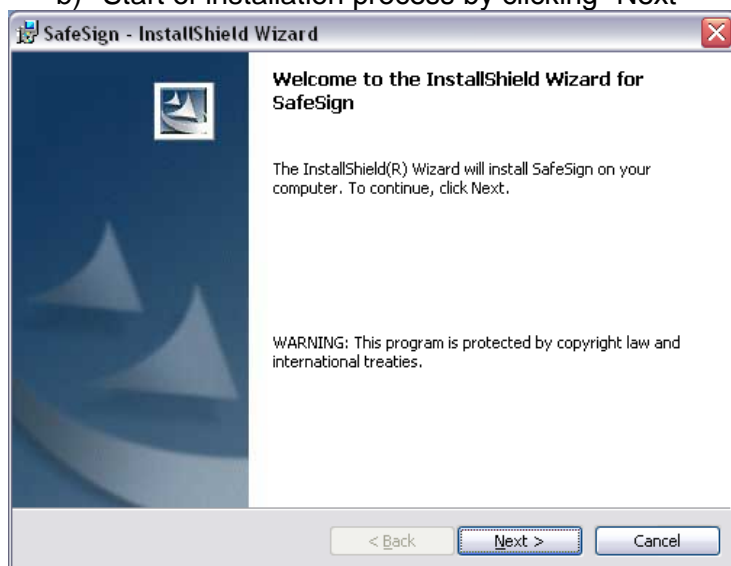 b) Start of installation process by clicking "Next"
SafeSign - InstallShield Wizard
Welcome to the InstallShield Wizard for
SafeSign
The InstallShield(R) Wizard will install SafeSign on your
computer. To continue, click Next.
WARNING: This program is protected by copyright law and
international treaties.
< Back Next > Cancel